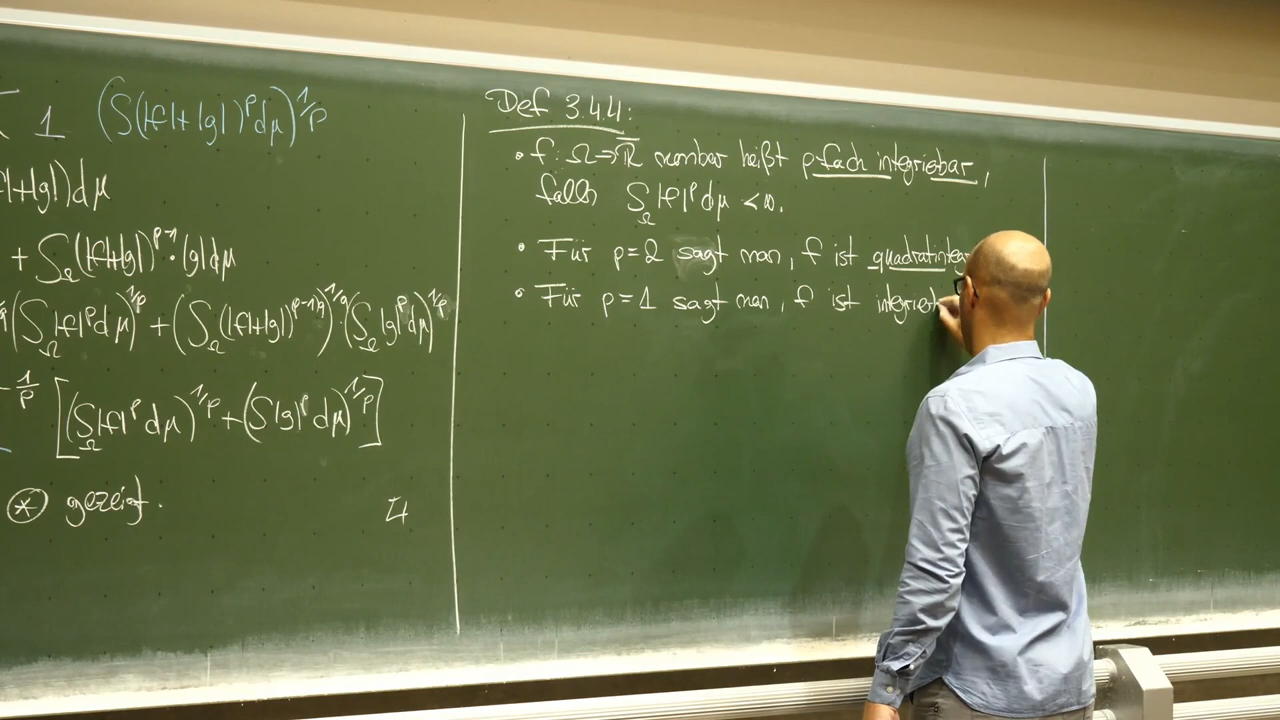 1 (∫(|f|+|g|)^p dμ)^{1/p}
|+|g|)dμ
+ ∫_Ω(|f|+|g|)^{p-1}·|g|dμ
(∫_Ω|f|^p dμ)^{1/p} + (∫_Ω(|f|+|g|)^{(p-1)q})^{1/q}·(∫_Ω|g|^p dμ)^{1/p}
-1/p [(∫_Ω|f|^p dμ)^{1/p} + (∫|g|^p dμ)^{1/p}]
⊛ gezeigt.
Def 3.4.4:
• f: Ω→ℝ̅ messbar heißt p-fach integrierbar,
falls ∫_Ω |f|^p dμ < ∞.
• Für p=2 sagt man, f ist quadratinteg
• Für p=1 sagt man, f ist integrierb